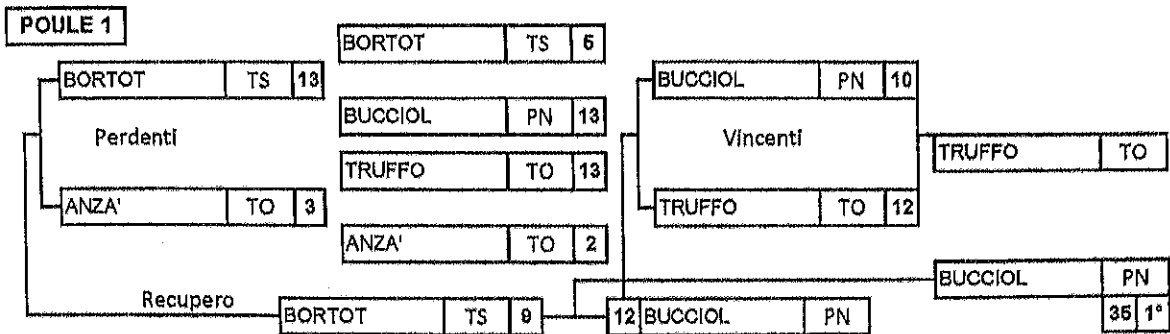 POULE 1
BORTOT TS 6
BORTOT TS 13
BUCCIOL PN 10
BUCCIOL PN 13
Perdenti
Vincenti
TRUFFO TO
TRUFFO TO 13
ANZA' TO 3
TRUFFO TO 12
ANZA' TO 2
BUCCIOL PN
Recupero
BORTOT TS 9
12 BUCCIOL PN
35 1°